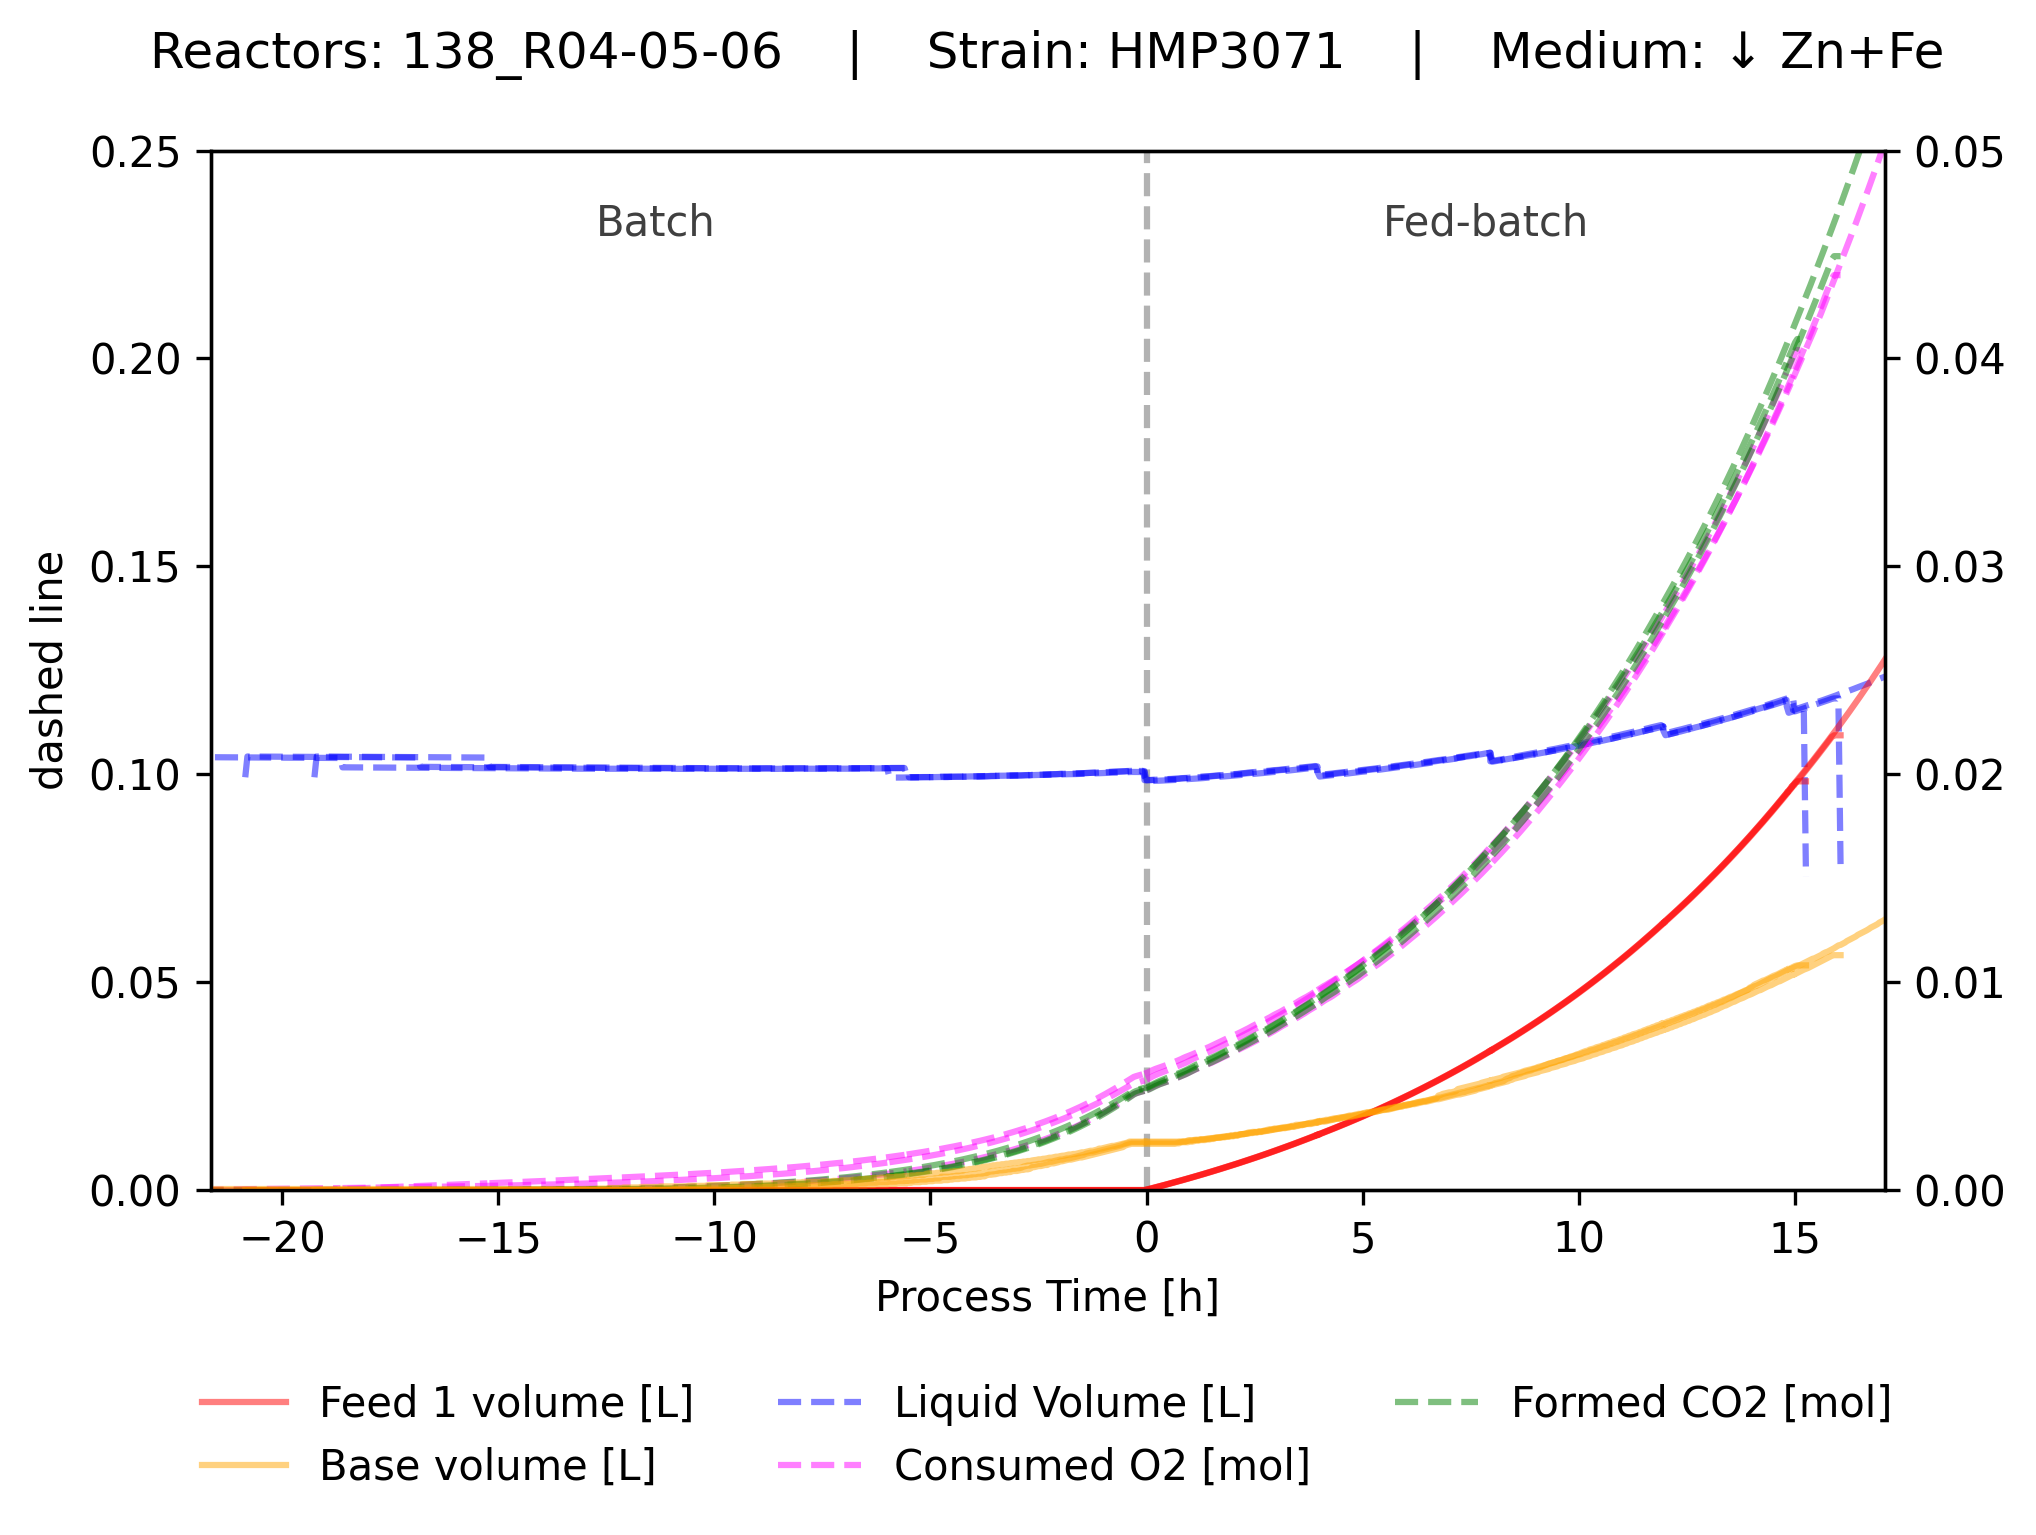 Reactors: 138_R04-05-06 | Strain: HMP3071 | Medium: ↓ Zn+Fe
0.25
0.20
0.15
0.10
0.05
0.00
dashed line
Batch
Fed-batch
0.05
0.04
0.03
0.02
0.01
0.00
−20 −15 −10 −5 0 5 10 15
Process Time [h]
Feed 1 volume [L] Liquid Volume [L] Formed CO2 [mol]
Base volume [L] Consumed O2 [mol]